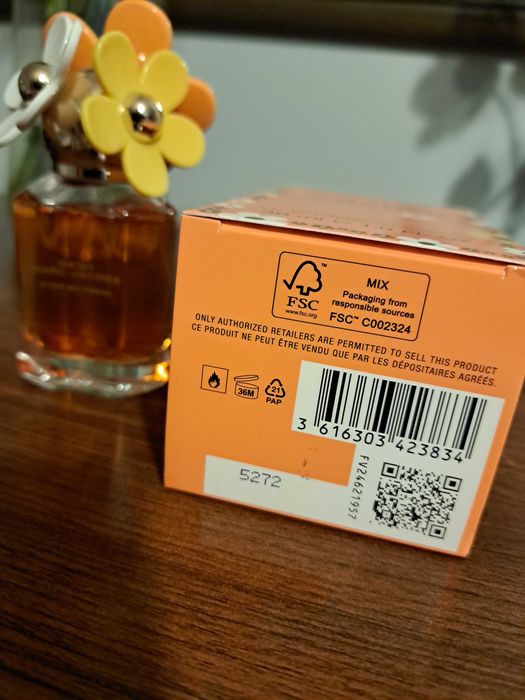 FSC™
www.fsc.org
MIX
Packaging from
responsible sources
FSC™ C002324
ONLY AUTHORIZED RETAILERS ARE PERMITTED TO SELL THIS PRODUCT
CE PRODUIT NE PEUT ÊTRE VENDU QUE PAR LES DÉPOSITAIRES AGRÉÉS.
36M
21
PAP
3 616303 423834
FV24621957
5272